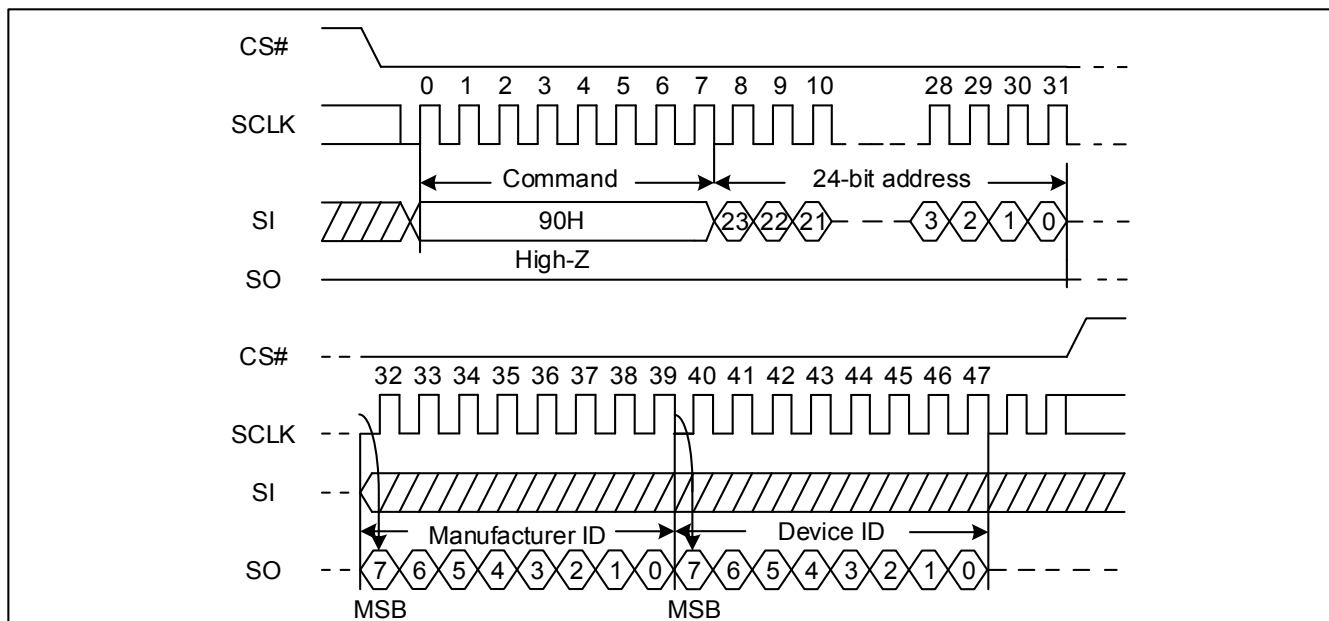 CS#
0 1 2 3 4 5 6 7 8 9 10 28 29 30 31
SCLK
Command 24-bit address
SI 90H 23 22 21 3 2 1 0
High-Z
SO
CS#
32 33 34 35 36 37 38 39 40 41 42 43 44 45 46 47
SCLK
SI
Manufacturer ID Device ID
SO 7 6 5 4 3 2 1 0 7 6 5 4 3 2 1 0
MSB MSB